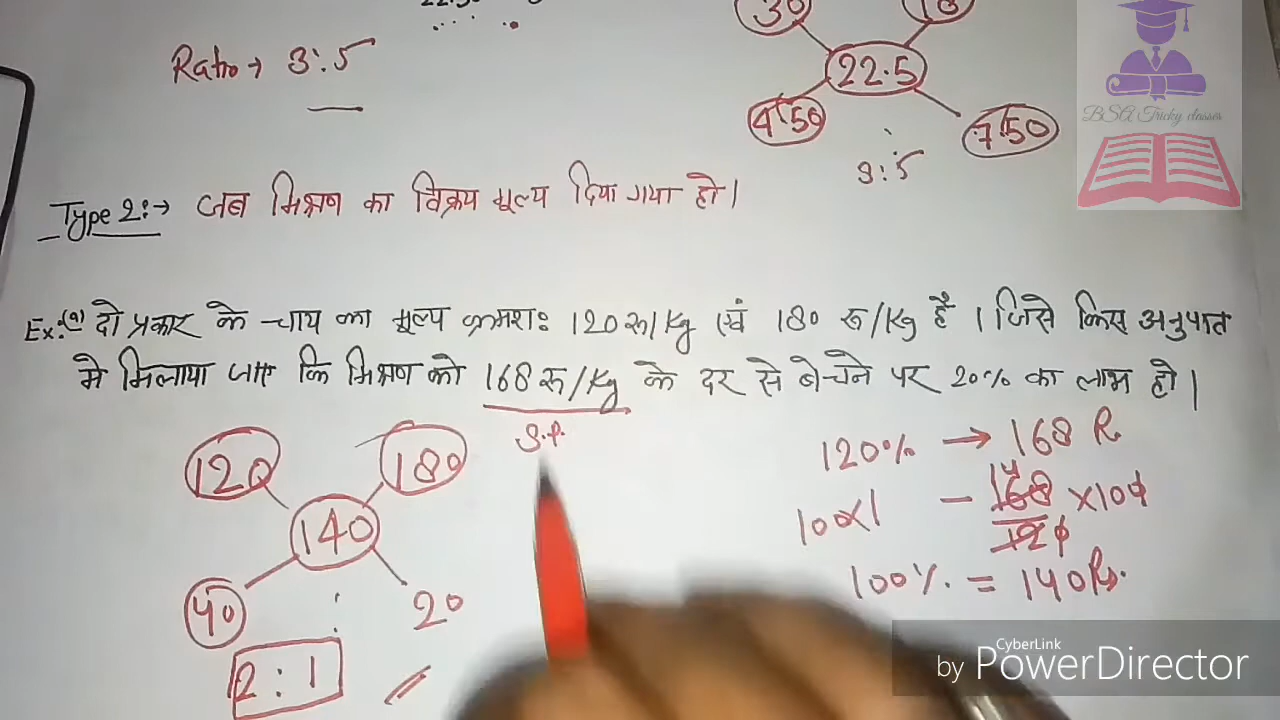 Ratio → 3:5
30
22.5
4.50
7.50
3:5
BSA Tricky classes
Type 2:→ जब मिश्रण का विक्रय मूल्य दिया गया हो।
Ex:-(a) दो प्रकार के चाय का मूल्य क्रमशः 120 रू/kg एवं 180 रू/kg है । जिसे किस अनुपात
मे मिलाया जाए कि मिश्रण को 168 रू/kg के दर से बेचेने पर 20% का लाभ हो।
S.P.
120 180
140
40 : 20
2 : 1
120% → 168 R
100×1 – 168 ×100
14
120
100% = 140 Rs.
CyberLink
by PowerDirector